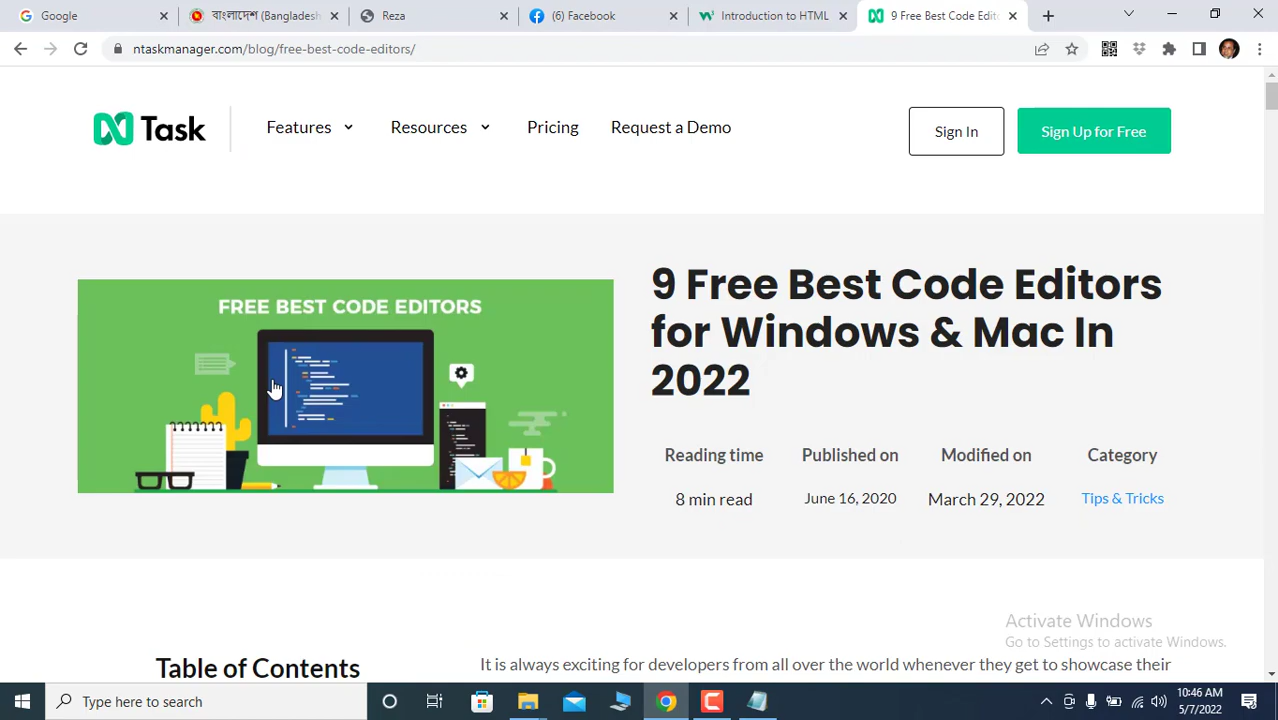 Google
বাংলাদেশ (Bangladesh
Reza
(6) Facebook
Introduction to HTML
9 Free Best Code Edit
ntaskmanager.com/blog/free-best-code-editors/
Task
Features
Resources
Pricing
Request a Demo
Sign In
Sign Up for Free
FREE BEST CODE EDITORS
9 Free Best Code Editors
for Windows & Mac In
2022
Reading time
Published on
Modified on
Category
8 min read
June 16, 2020
March 29, 2022
Tips & Tricks
Activate Windows
Go to Settings to activate Windows.
Table of Contents
It is always exciting for developers from all over the world whenever they get to showcase their
Type here to search
10:46 AM
5/7/2022